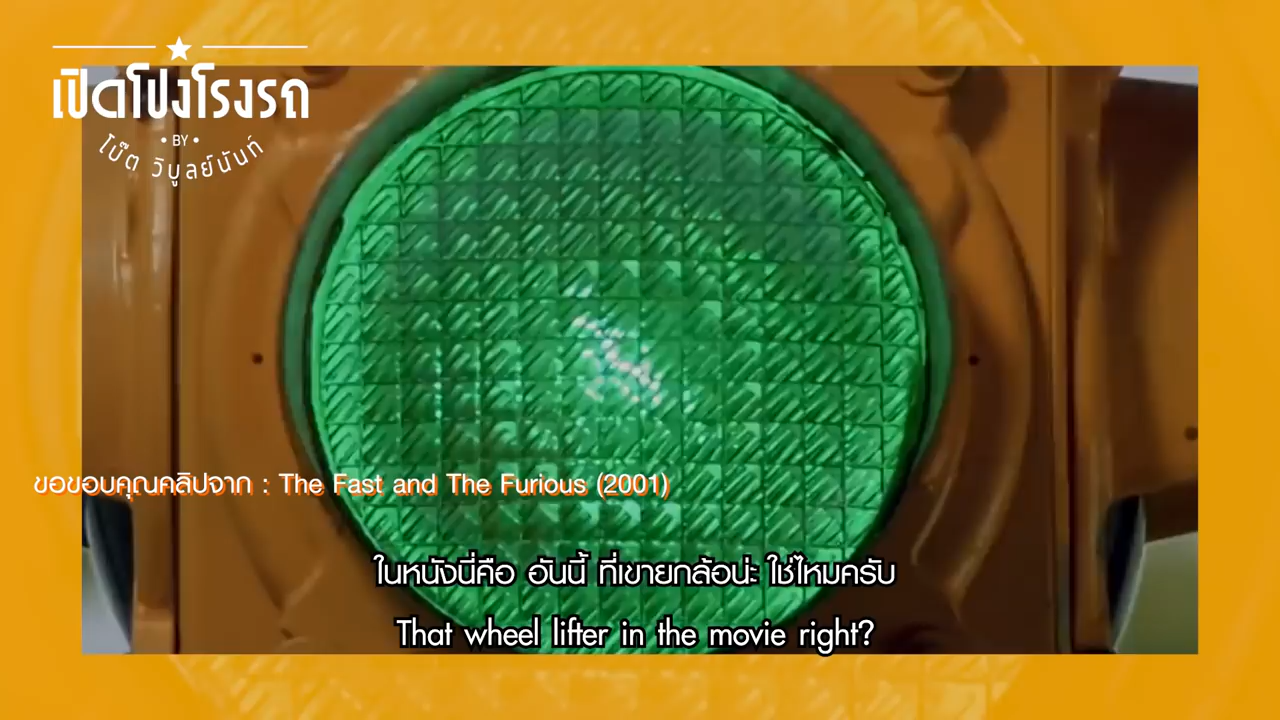 เปิดโปงโรงรถ
• BY •
โบ๊ต วิบูลย์นันท์
ขอขอบคุณคลิปจาก : The Fast and The Furious (2001)
ในหนังนี่คือ อันนี้ ที่เขายกล้อน่ะ ใช่ไหมครับ
That wheel lifter in the movie right?